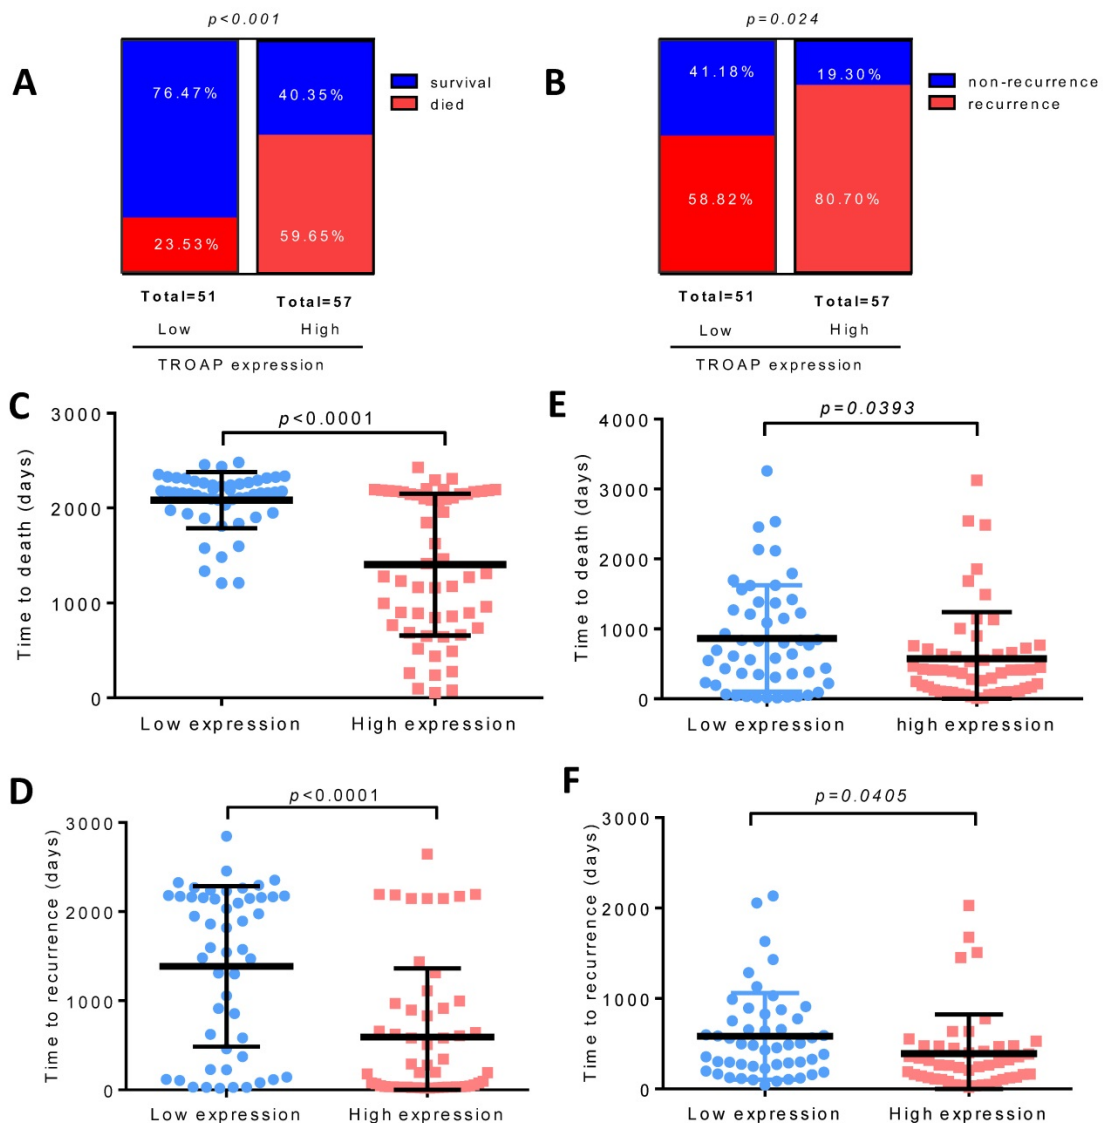 A
p<0.001
76.47%
40.35%
23.53%
59.65%
survival
died
Total=51
Total=57
Low
High
TROAP expression
B
p=0.024
41.18%
19.30%
58.82%
80.70%
non-recurrence
recurrence
Total=51
Total=57
Low
High
TROAP expression
C
p<0.0001
Time to death (days)
3000
2000
1000
0
Low expression
High expression
E
p=0.0393
Time to death (days)
4000
3000
2000
1000
0
Low expression
high expression
D
p<0.0001
Time to recurrence (days)
3000
2000
1000
0
Low expression
High expression
F
p=0.0405
Time to recurrence (days)
3000
2000
1000
0
Low expression
High expression